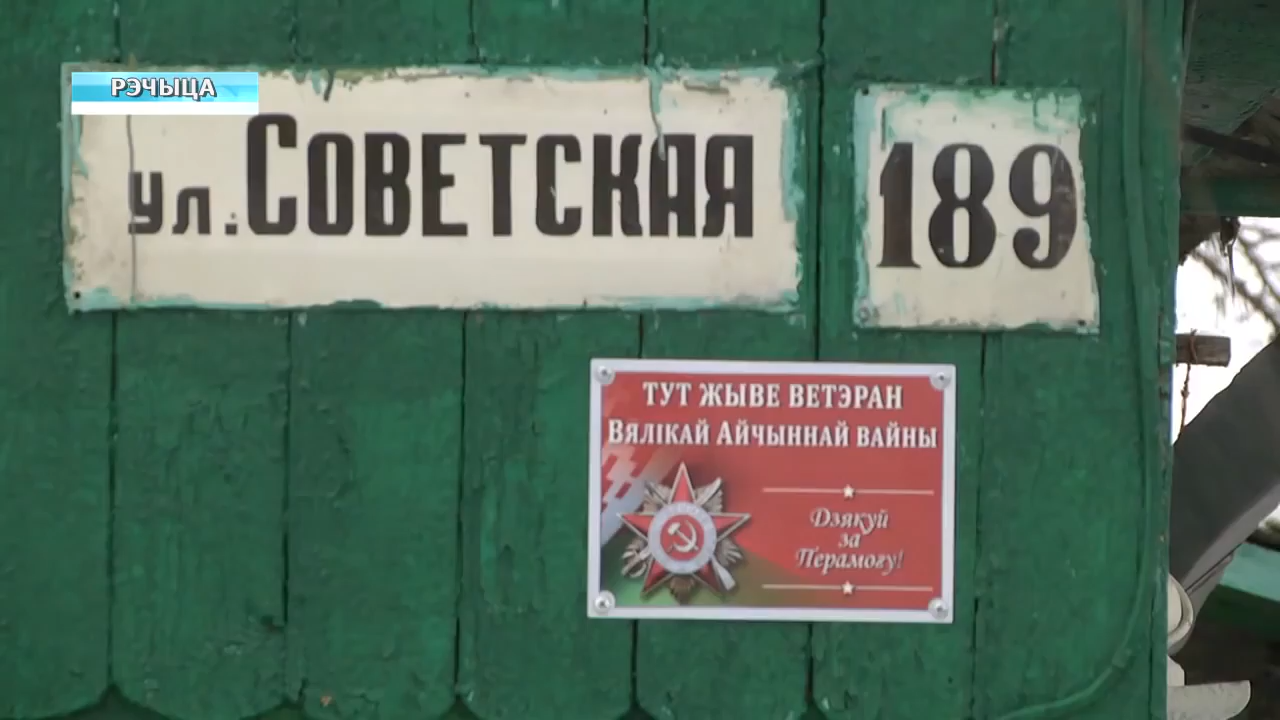 РЭЧЫЦА
ул. СОВЕТСКАЯ
189
ТУТ ЖЫВЕ ВЕТЭРАН
ВЯЛІКАЙ АЙЧЫННАЙ ВАЙНЫ
Дзякуй
за
Перамогу!